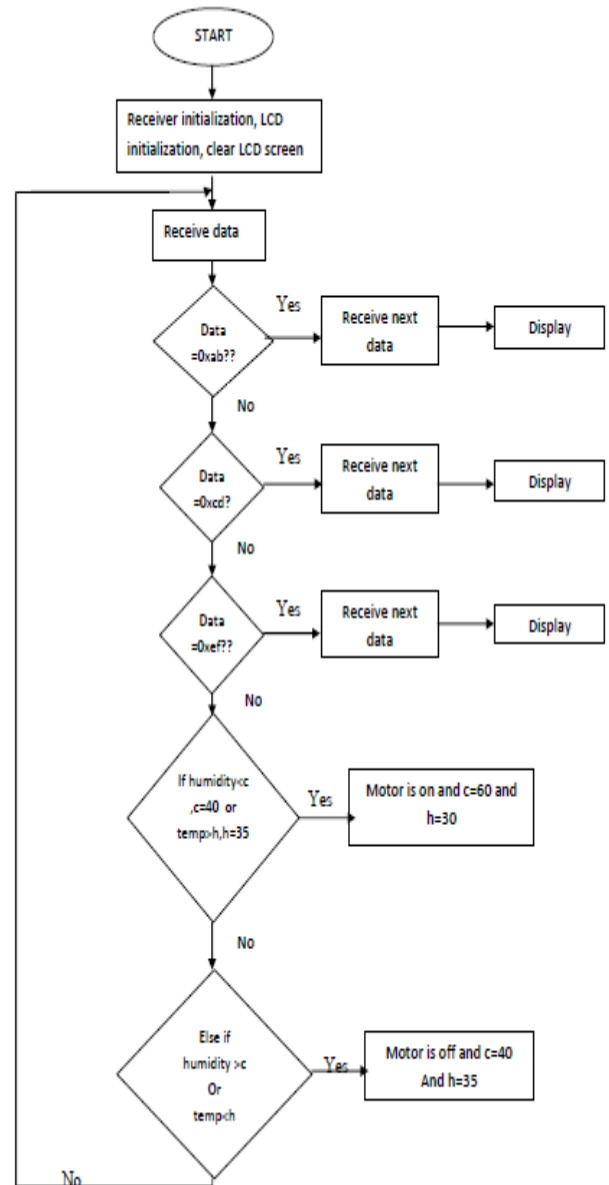 START
Receiver initialization, LCD
initialization, clear LCD screen
Receive data
Data
=0xab??
Yes
Receive next
data
Display
No
Data
=0xcd?
Yes
Receive next
data
Display
No
Data
=0xef??
Yes
Receive next
data
Display
No
If humidity<c
,c=40 or
temp>h,h=35
Yes
Motor is on and c=60 and
h=30
No
Else if
humidity >c
Or
temp<h
Yes
Motor is off and c=40
And h=35
No